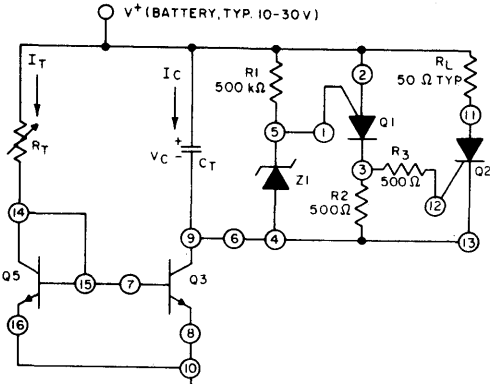 V+ (BATTERY, TYP. 10-30 V)
IT
IC
R1
500 kΩ
2
RL
50 Ω TYP
11
RT
VC
+
-
CT
5
1
Q1
Z1
3
R3
500Ω
Q2
12
R2
500Ω
14
9
6
4
13
Q5
15
7
Q3
16
8
10